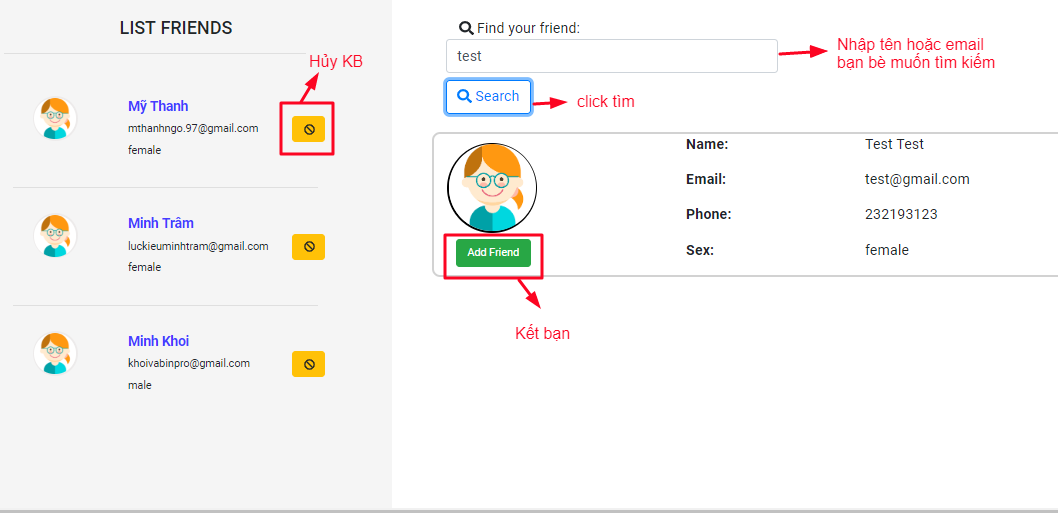 LIST FRIENDS
Hủy KB
Mỹ Thanh
mthanhngo.97@gmail.com
female
Minh Trâm
luckieuminhtram@gmail.com
female
Minh Khoi
khoivabinpro@gmail.com
male
Find your friend:
test
Nhập tên hoặc email
bạn bè muốn tìm kiếm
Search
click tìm
Name: Test Test
Email: test@gmail.com
Phone: 232193123
Sex: female
Add Friend
Kết bạn